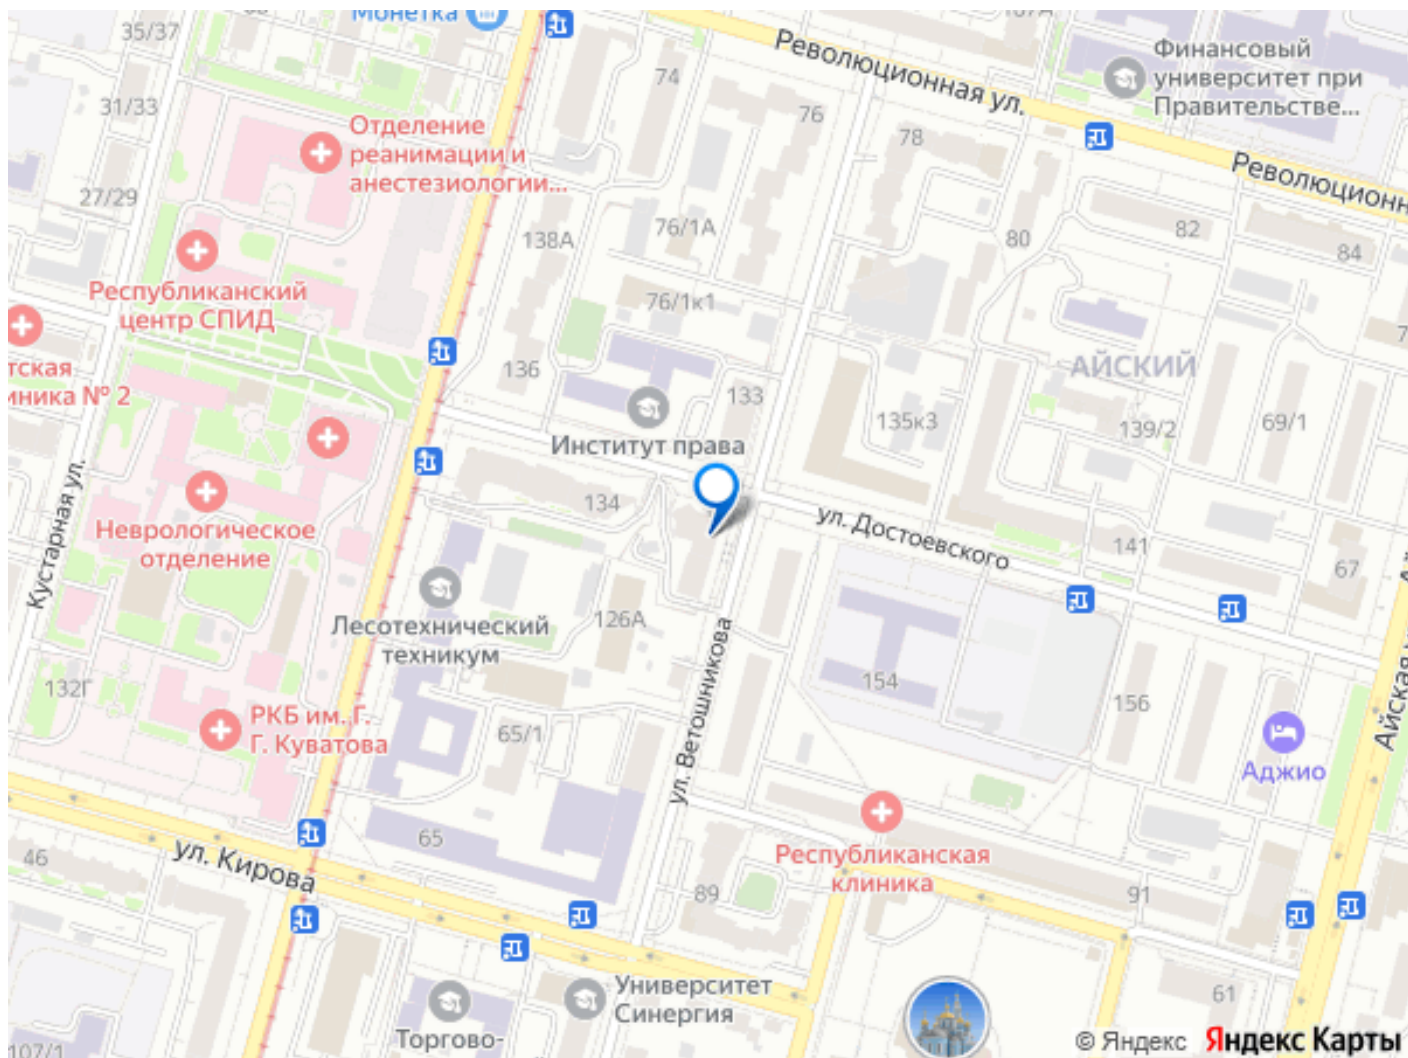 35/37
Монетка
74
Революционная ул.
Финансовый
университет при
Правительстве...
31/33
76
78
Отделение
реанимации и
анестезиологии...
27/29
76/1А
138А
80
82
84
Республиканский
центр СПИД
76/1к1
тская
иника № 2
136
133
АЙСКИЙ
135к3
139/2
69/1
Институт права
134
ул. Достоевского
141
67
Кустарная ул.
Неврологическое
отделение
126А
Лесотехнический
техникум
132Г
154
156
РКБ им. Г.
Г. Куватова
65/1
ул. Ветошникова
Айская
Аджио
65
ул. Кирова
46
Республиканская
клиника
89
91
61
Университет
Синергия
Торгово-
107/1
© Яндекс
Яндекс Карты